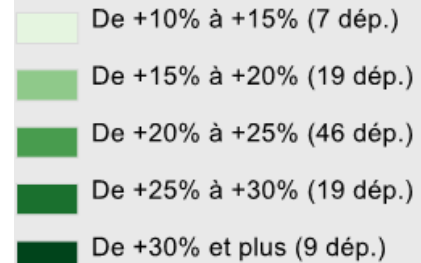 De +10% à +15% (7 dép.)
De +15% à +20% (19 dép.)
De +20% à +25% (46 dép.)
De +25% à +30% (19 dép.)
De +30% et plus (9 dép.)